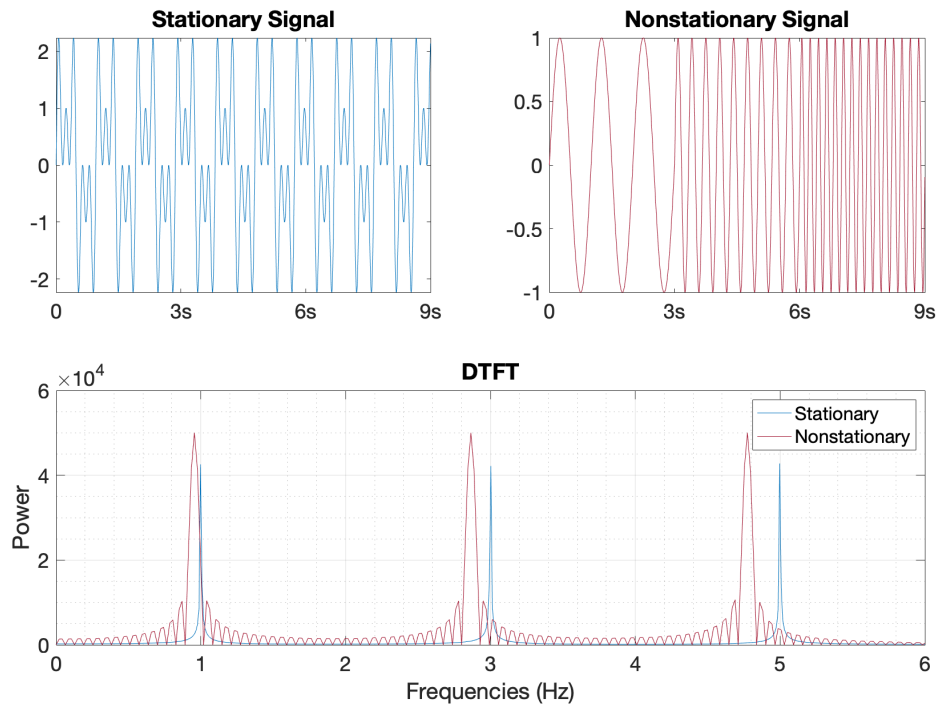 Stationary Signal
2
1
0
-1
-2
0 3s 6s 9s
Nonstationary Signal
1
0.5
0
-0.5
-1
0 3s 6s 9s
DTFT
×10⁴
6
4
2
0
Power
0 1 2 3 4 5 6
Frequencies (Hz)
Stationary
Nonstationary